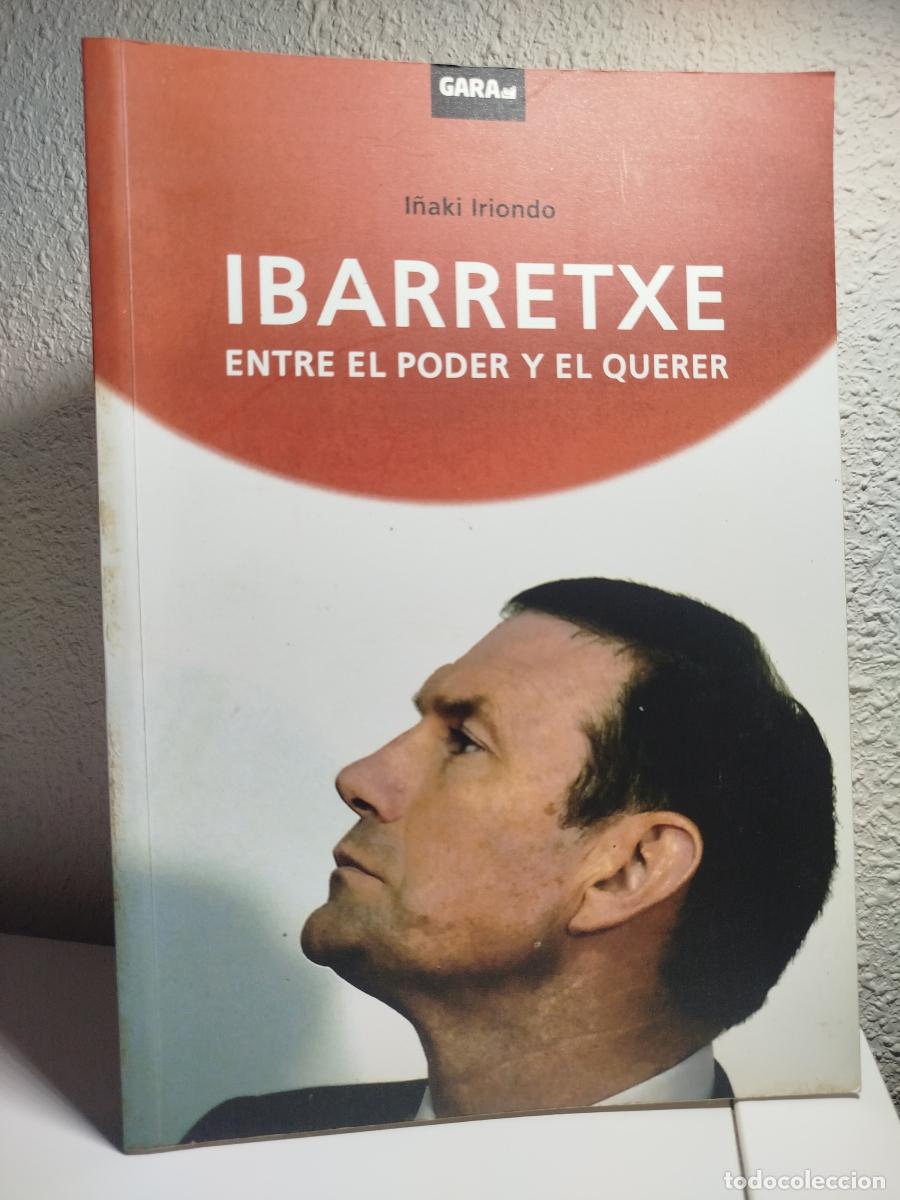 GARA
Iñaki Iriondo
IBARRETXE
ENTRE EL PODER Y EL QUERER
todocoleccion